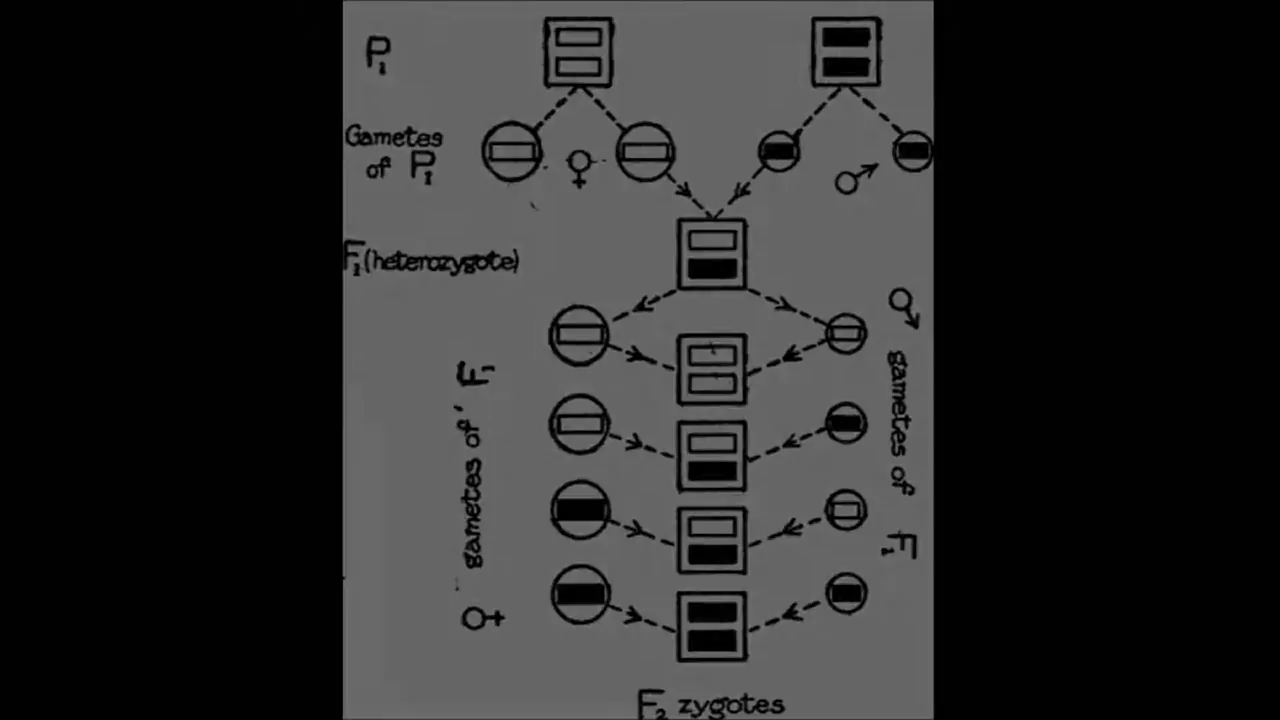 P1
Gametes
of P1
F1 (heterozygote)
♀ gametes of F1
♂ gametes of F1
F2 zygotes